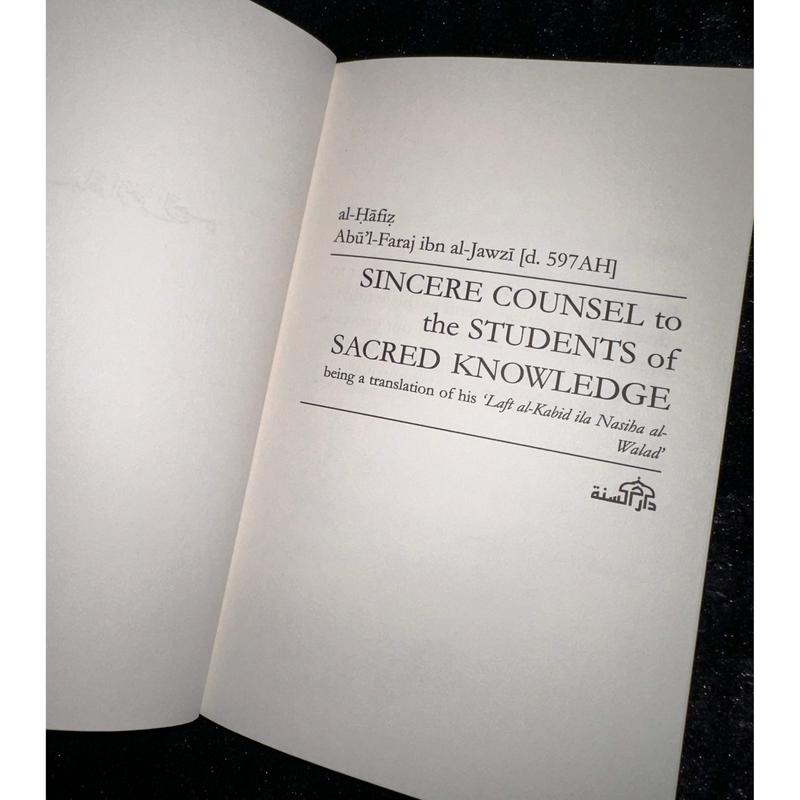 al-Ḥāfiẓ
Abū'l-Faraj ibn al-Jawzī [d. 597AH]
SINCERE COUNSEL to
the STUDENTS of
SACRED KNOWLEDGE
being a translation of his 'Laft al-Kabid ila Nasiha al-
Walad'
دار السنة